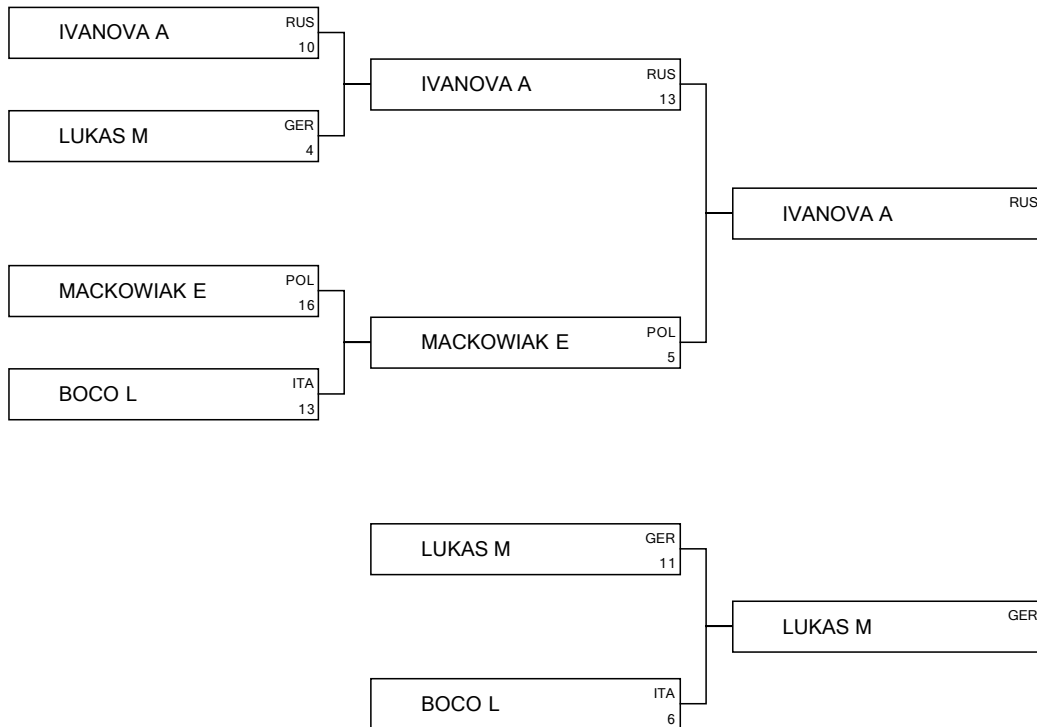 IVANOVA A RUS
10
IVANOVA A RUS
13
LUKAS M GER
4
IVANOVA A RUS
MACKOWIAK E POL
16
MACKOWIAK E POL
5
BOCO L ITA
13
LUKAS M GER
11
LUKAS M GER
BOCO L ITA
6